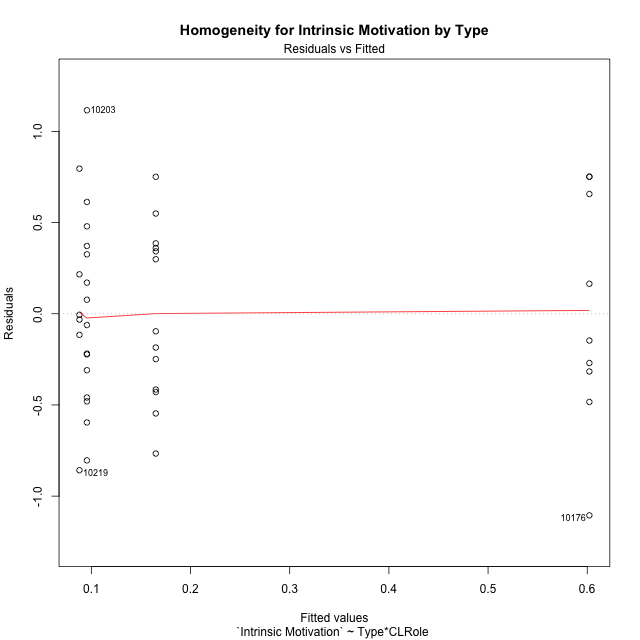 Homogeneity for Intrinsic Motivation by Type
Residuals vs Fitted
10203
1.0
0.5
0.0
-0.5
-1.0
Residuals
10219
10176
0.1 0.2 0.3 0.4 0.5 0.6
Fitted values
`Intrinsic Motivation` ~ Type*CLRole